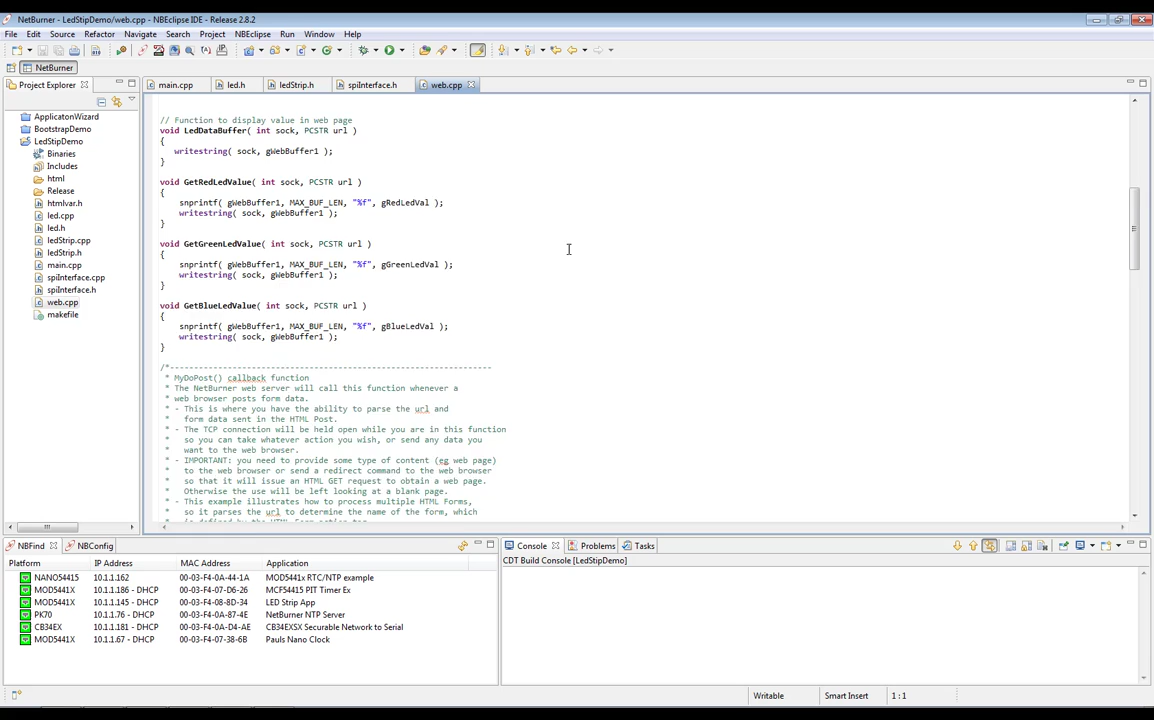 NetBurner - LedStipDemo/web.cpp - NBEclipse IDE - Release 2.8.2
File Edit Source Refactor Navigate Search Project NBEclipse Run Window Help
NetBurner
Project Explorer
ApplicatonWizard
BootstrapDemo
LedStipDemo
Binaries
Includes
html
Release
htmlvar.h
led.cpp
led.h
ledStrip.cpp
ledStrip.h
main.cpp
spiInterface.cpp
spiInterface.h
web.cpp
makefile
main.cpp led.h ledStrip.h spiInterface.h web.cpp
// Function to display value in web page
void LedDataBuffer( int sock, PCSTR url )
{
writestring( sock, gWebBuffer1 );
}
void GetRedLedValue( int sock, PCSTR url )
{
snprintf( gWebBuffer1, MAX_BUF_LEN, "%f", gRedLedVal );
writestring( sock, gWebBuffer1 );
}
void GetGreenLedValue( int sock, PCSTR url )
{
snprintf( gWebBuffer1, MAX_BUF_LEN, "%f", gGreenLedVal );
writestring( sock, gWebBuffer1 );
}
void GetBlueLedValue( int sock, PCSTR url )
{
snprintf( gWebBuffer1, MAX_BUF_LEN, "%f", gBlueLedVal );
writestring( sock, gWebBuffer1 );
}
/*-------------------------------------------------------------------
* MyDoPost() callback function
* The NetBurner web server will call this function whenever a
* web browser posts form data.
* - This is where you have the ability to parse the url and
* form data sent in the HTML Post.
* - The TCP connection will be held open while you are in this function
* so you can take whatever action you wish, or send any data you
* want to the web browser.
* - IMPORTANT: you need to provide some type of content (eg web page)
* to the web browser or send a redirect command to the web browser
* so that it will issue an HTML GET request to obtain a web page.
* Otherwise the use will be left looking at a blank page.
* - This example illustrates how to process multiple HTML Forms,
* so it parses the url to determine the name of the form, which
* is defined by the HTML Form action tag
NBFind NBConfig
Platform IP Address MAC Address Application
NANO54415 10.1.1.162 00-03-F4-0A-44-1A MOD5441x RTC/NTP example
MOD5441X 10.1.1.186 - DHCP 00-03-F4-07-D6-26 MCF54415 PIT Timer Ex
MOD5441X 10.1.1.145 - DHCP 00-03-F4-08-8D-34 LED Strip App
PK70 10.1.1.76 - DHCP 00-03-F4-0A-87-4E NetBurner NTP Server
CB34EX 10.1.1.181 - DHCP 00-03-F4-0A-D4-AE CB34EXSX Securable Network to Serial
MOD5441X 10.1.1.67 - DHCP 00-03-F4-07-38-6B Pauls Nano Clock
Console Problems Tasks
CDT Build Console [LedStipDemo]
Writable Smart Insert 1 : 1